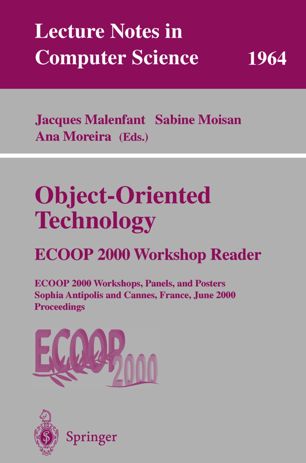 Lecture Notes in
Computer Science 1964
Jacques Malenfant Sabine Moisan
Ana Moreira (Eds.)
Object-Oriented
Technology
ECOOP 2000 Workshop Reader
ECOOP 2000 Workshops, Panels, and Posters
Sophia Antipolis and Cannes, France, June 2000
Proceedings
ECOOP
2000
Springer